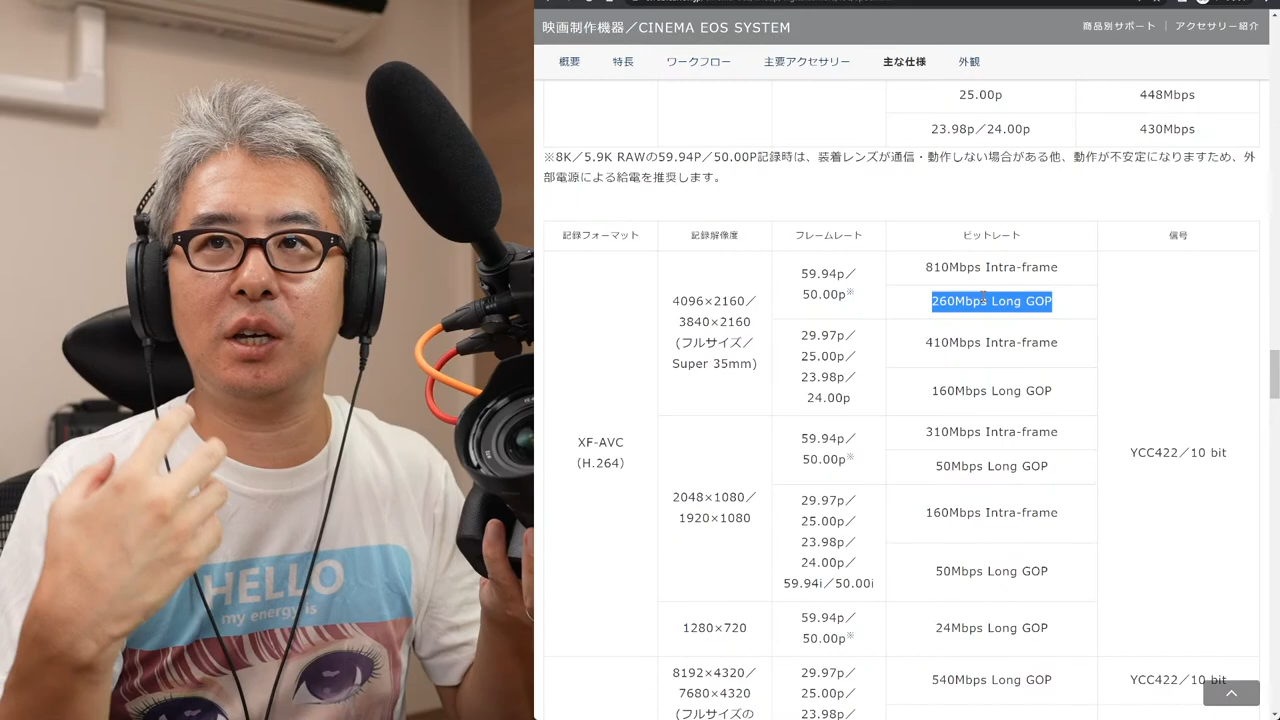 映画制作機器／CINEMA EOS SYSTEM
商品別サポート | アクセサリー紹介
概要 特長 ワークフロー 主要アクセサリー 主な仕様 外観
25.00p 448Mbps
23.98p／24.00p 430Mbps
※8K／5.9K RAWの59.94P／50.00P記録時は、装着レンズが通信・動作しない場合がある他、動作が不安定になりますため、外
部電源による給電を推奨します。
記録フォーマット 記録解像度 フレームレート ビットレート 信号
XF-AVC
（H.264）
4096×2160／
3840×2160
(フルサイズ／
Super 35mm)
59.94p／
50.00p※
810Mbps Intra-frame
260Mbps Long GOP
29.97p／
25.00p／
23.98p／
24.00p
410Mbps Intra-frame
160Mbps Long GOP
2048×1080／
1920×1080
59.94p／
50.00p※
310Mbps Intra-frame
50Mbps Long GOP
29.97p／
25.00p／
23.98p／
24.00p／
59.94i／50.00i
160Mbps Intra-frame
50Mbps Long GOP
1280×720
59.94p／
50.00p※
24Mbps Long GOP
YCC422／10 bit
8192×4320／
7680×4320
(フルサイズの
29.97p／
25.00p／
23.98p／
540Mbps Long GOP
YCC422／10 bit
HELLO
my energy is